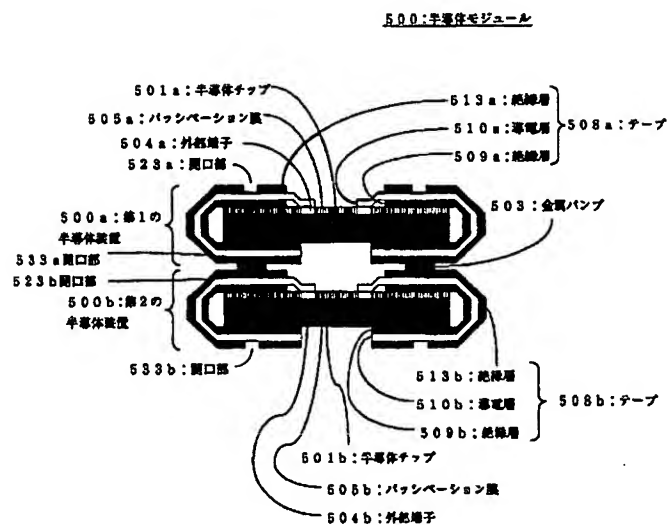 500:半導体モジュール
501a:半導体チップ
505a:パッシベーション膜
504a:外部端子
523a:開口部
513a:絶縁層
510a:導電層
509a:絶縁層
508a:テープ
500a:第1の
半導体装置
503:金属バンプ
533a開口部
523b開口部
500b:第2の
半導体装置
533b:開口部
513b:絶縁層
510b:導電層
509b:絶縁層
508b:テープ
501b:半導体チップ
505b:パッシベーション膜
504b:外部端子